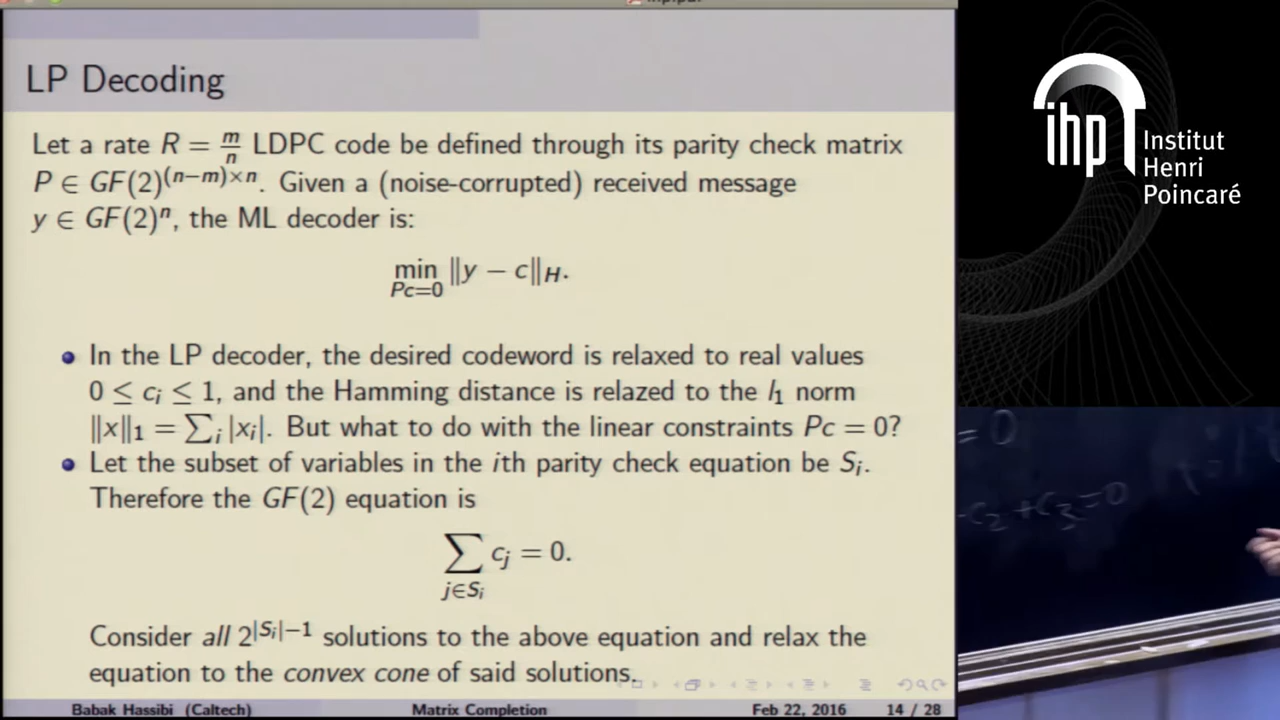 LP Decoding
Let a rate R = m/n LDPC code be defined through its parity check matrix
P ∈ GF(2)^{(n−m)×n}. Given a (noise-corrupted) received message
y ∈ GF(2)^n, the ML decoder is:
min_{Pc=0} ‖y − c‖_H.
In the LP decoder, the desired codeword is relaxed to real values
0 ≤ c_i ≤ 1, and the Hamming distance is relazed to the l_1 norm
‖x‖_1 = ∑_i |x_i|. But what to do with the linear constraints Pc = 0?
Let the subset of variables in the ith parity check equation be S_i.
Therefore the GF(2) equation is
∑_{j∈S_i} c_j = 0.
Consider all 2^{|S_i|−1} solutions to the above equation and relax the
equation to the convex cone of said solutions.
Babak Hassibi (Caltech) Matrix Completion Feb 22, 2016 14 / 28
ihp Institut
Henri
Poincaré
= 0
c_2 + c_3 = 0